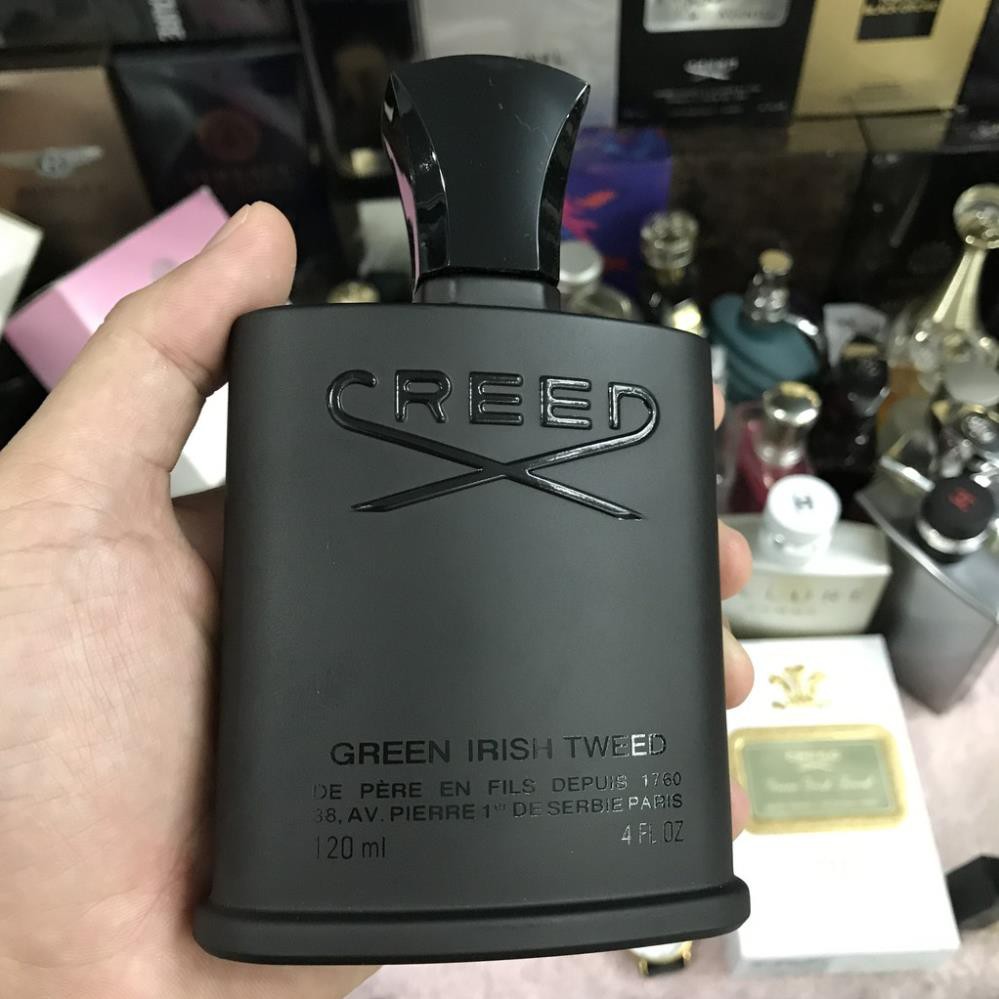 CREED
GREEN IRISH TWEED
DE PÈRE EN FILS DEPUIS 1760
38, AV. PIERRE 1er DE SERBIE PARIS
120 ml
4 FL OZ
H